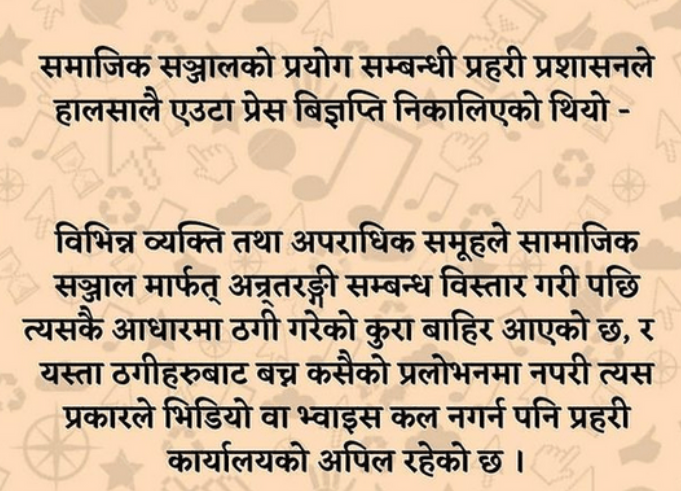 समाजिक सञ्जालको प्रयोग सम्बन्धी प्रहरी प्रशासनले
हालसालै एउटा प्रेस बिज्ञप्ति निकालिएको थियो -
विभिन्न व्यक्ति तथा अपराधिक समूहले सामाजिक
सञ्जाल मार्फत् अन्र्तरङ्गी सम्बन्ध विस्तार गरी पछि
त्यसकै आधारमा ठगी गरेको कुरा बाहिर आएको छ, र
यस्ता ठगीहरुबाट बच्न कसैको प्रलोभनमा नपरी त्यस
प्रकारले भिडियो वा भ्वाइस कल नगर्न पनि प्रहरी
कार्यालयको अपिल रहेको छ ।